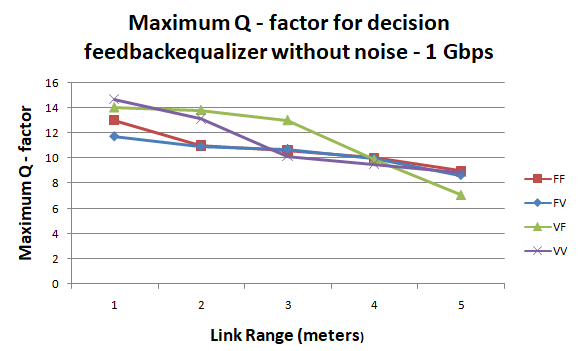 Maximum Q - factor for decision
feedbackequalizer without noise - 1 Gbps
16
14
12
10
8
6
4
2
0
Maximum Q - factor
1 2 3 4 5
Link Range (meters)
FF
FV
VF
VV